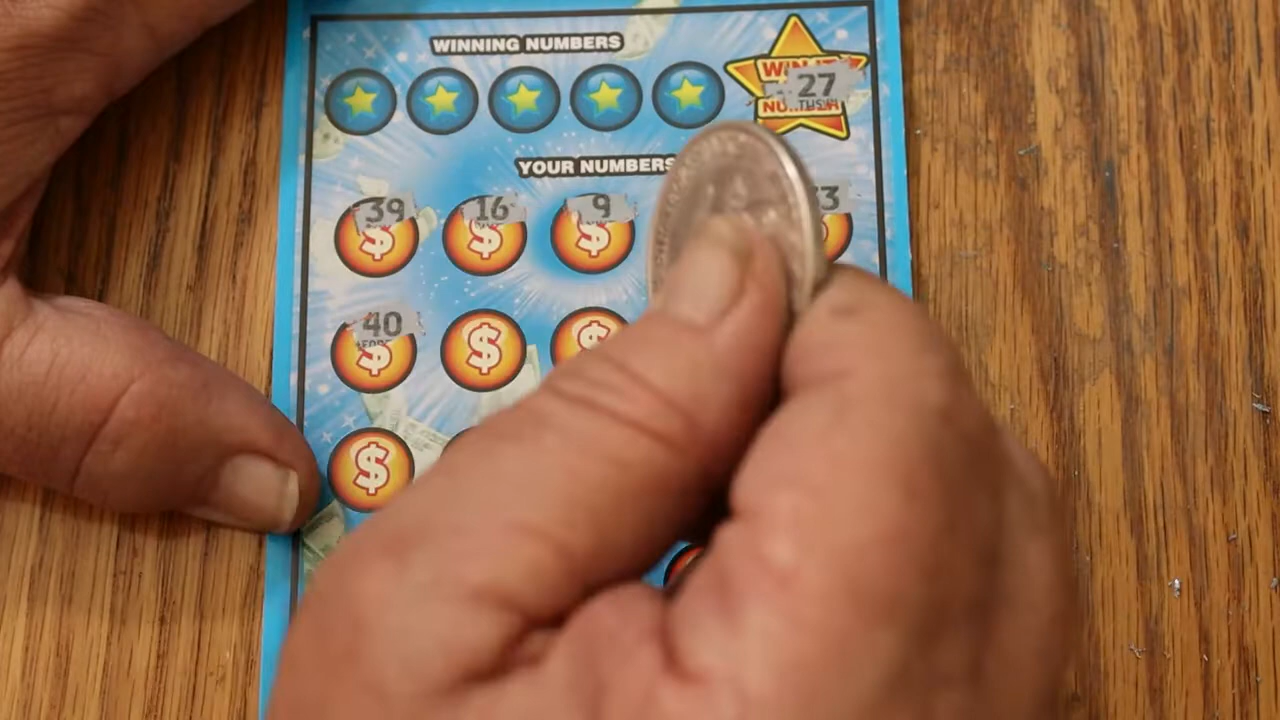 WINNING NUMBERS
27
YOUR NUMBERS
39 16 9
40
$ $ $
$ $ $
$